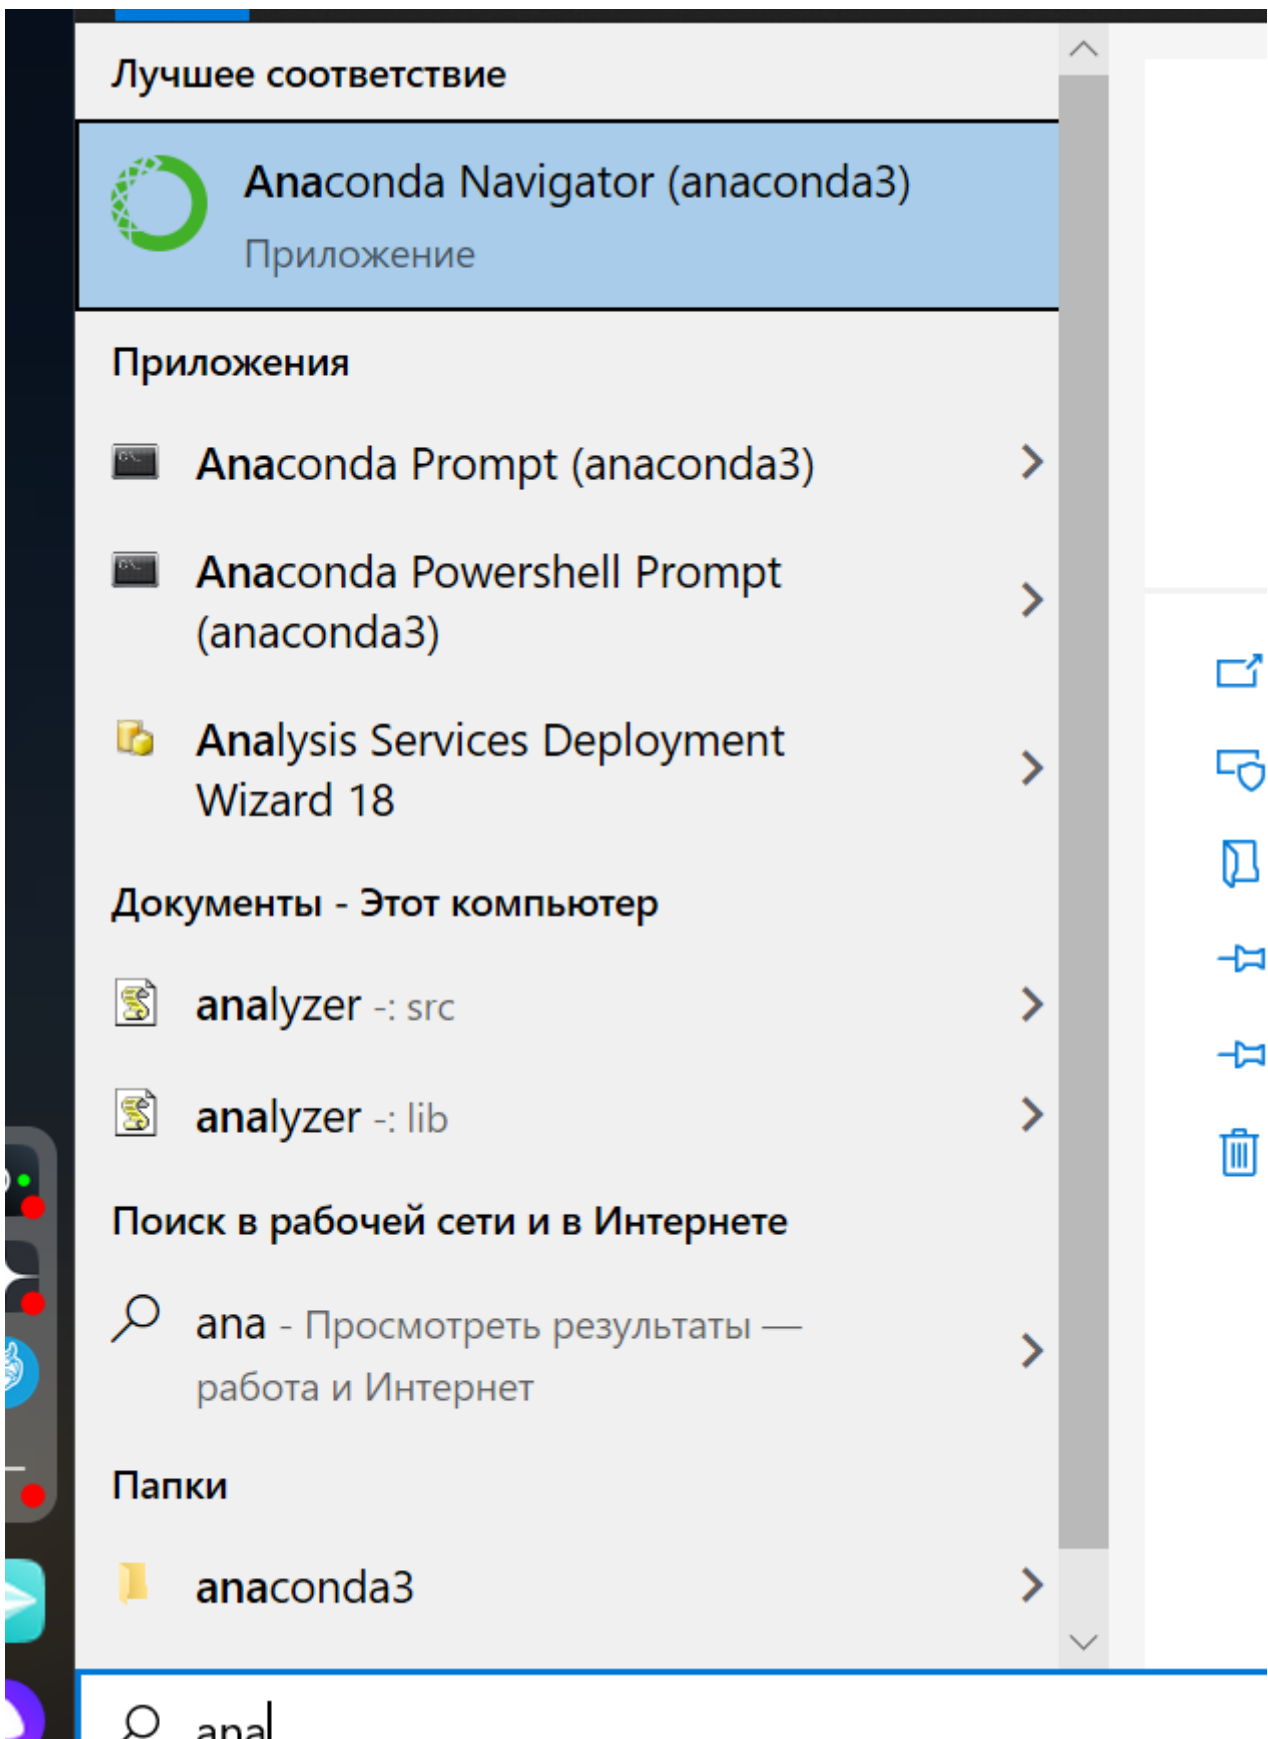 Лучшее соответствие
Anaconda Navigator (anaconda3)
Приложение
Приложения
Anaconda Prompt (anaconda3)
Anaconda Powershell Prompt
(anaconda3)
Analysis Services Deployment
Wizard 18
Документы - Этот компьютер
analyzer -: src
analyzer -: lib
Поиск в рабочей сети и в Интернете
ana - Просмотреть результаты —
работа и Интернет
Папки
anaconda3
ana